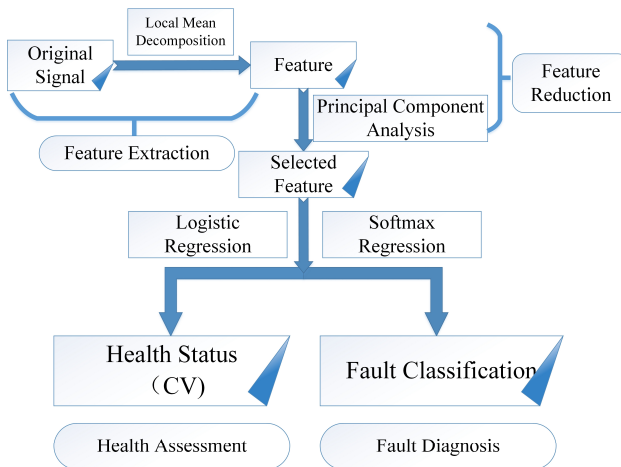 Local Mean
Decomposition
Original
Signal
Feature
Feature
Reduction
Principal Component
Analysis
Feature Extraction
Selected
Feature
Logistic
Regression
Softmax
Regression
Health Status
（CV)
Fault Classification
Health Assessment
Fault Diagnosis